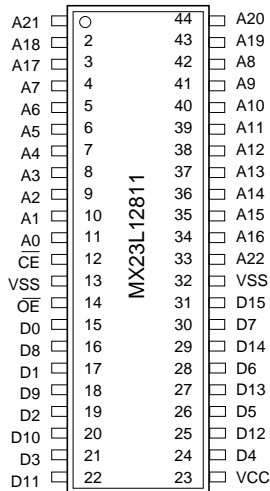 A21 44 A20
A18 2 43 A19
A17 3 42 A8
A7 4 41 A9
A6 5 40 A10
A5 6 39 A11
A4 7 38 A12
A3 8 37 A13
A2 9 36 A14
A1 10 35 A15
A0 11 34 A16
CE 12 33 A22
VSS 13 32 VSS
OE 14 31 D15
D0 15 30 D7
D8 16 29 D14
D1 17 28 D6
D9 18 27 D13
D2 19 26 D5
D10 20 25 D12
D3 21 24 D4
D11 22 23 VCC
MX23L12811